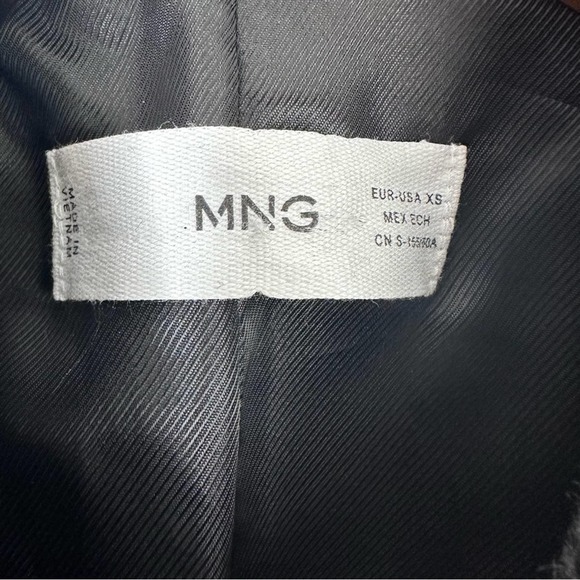 MADE IN
VIETNAM
MNG
EUR-USA XS
MEX ECH
CN S-155/80A